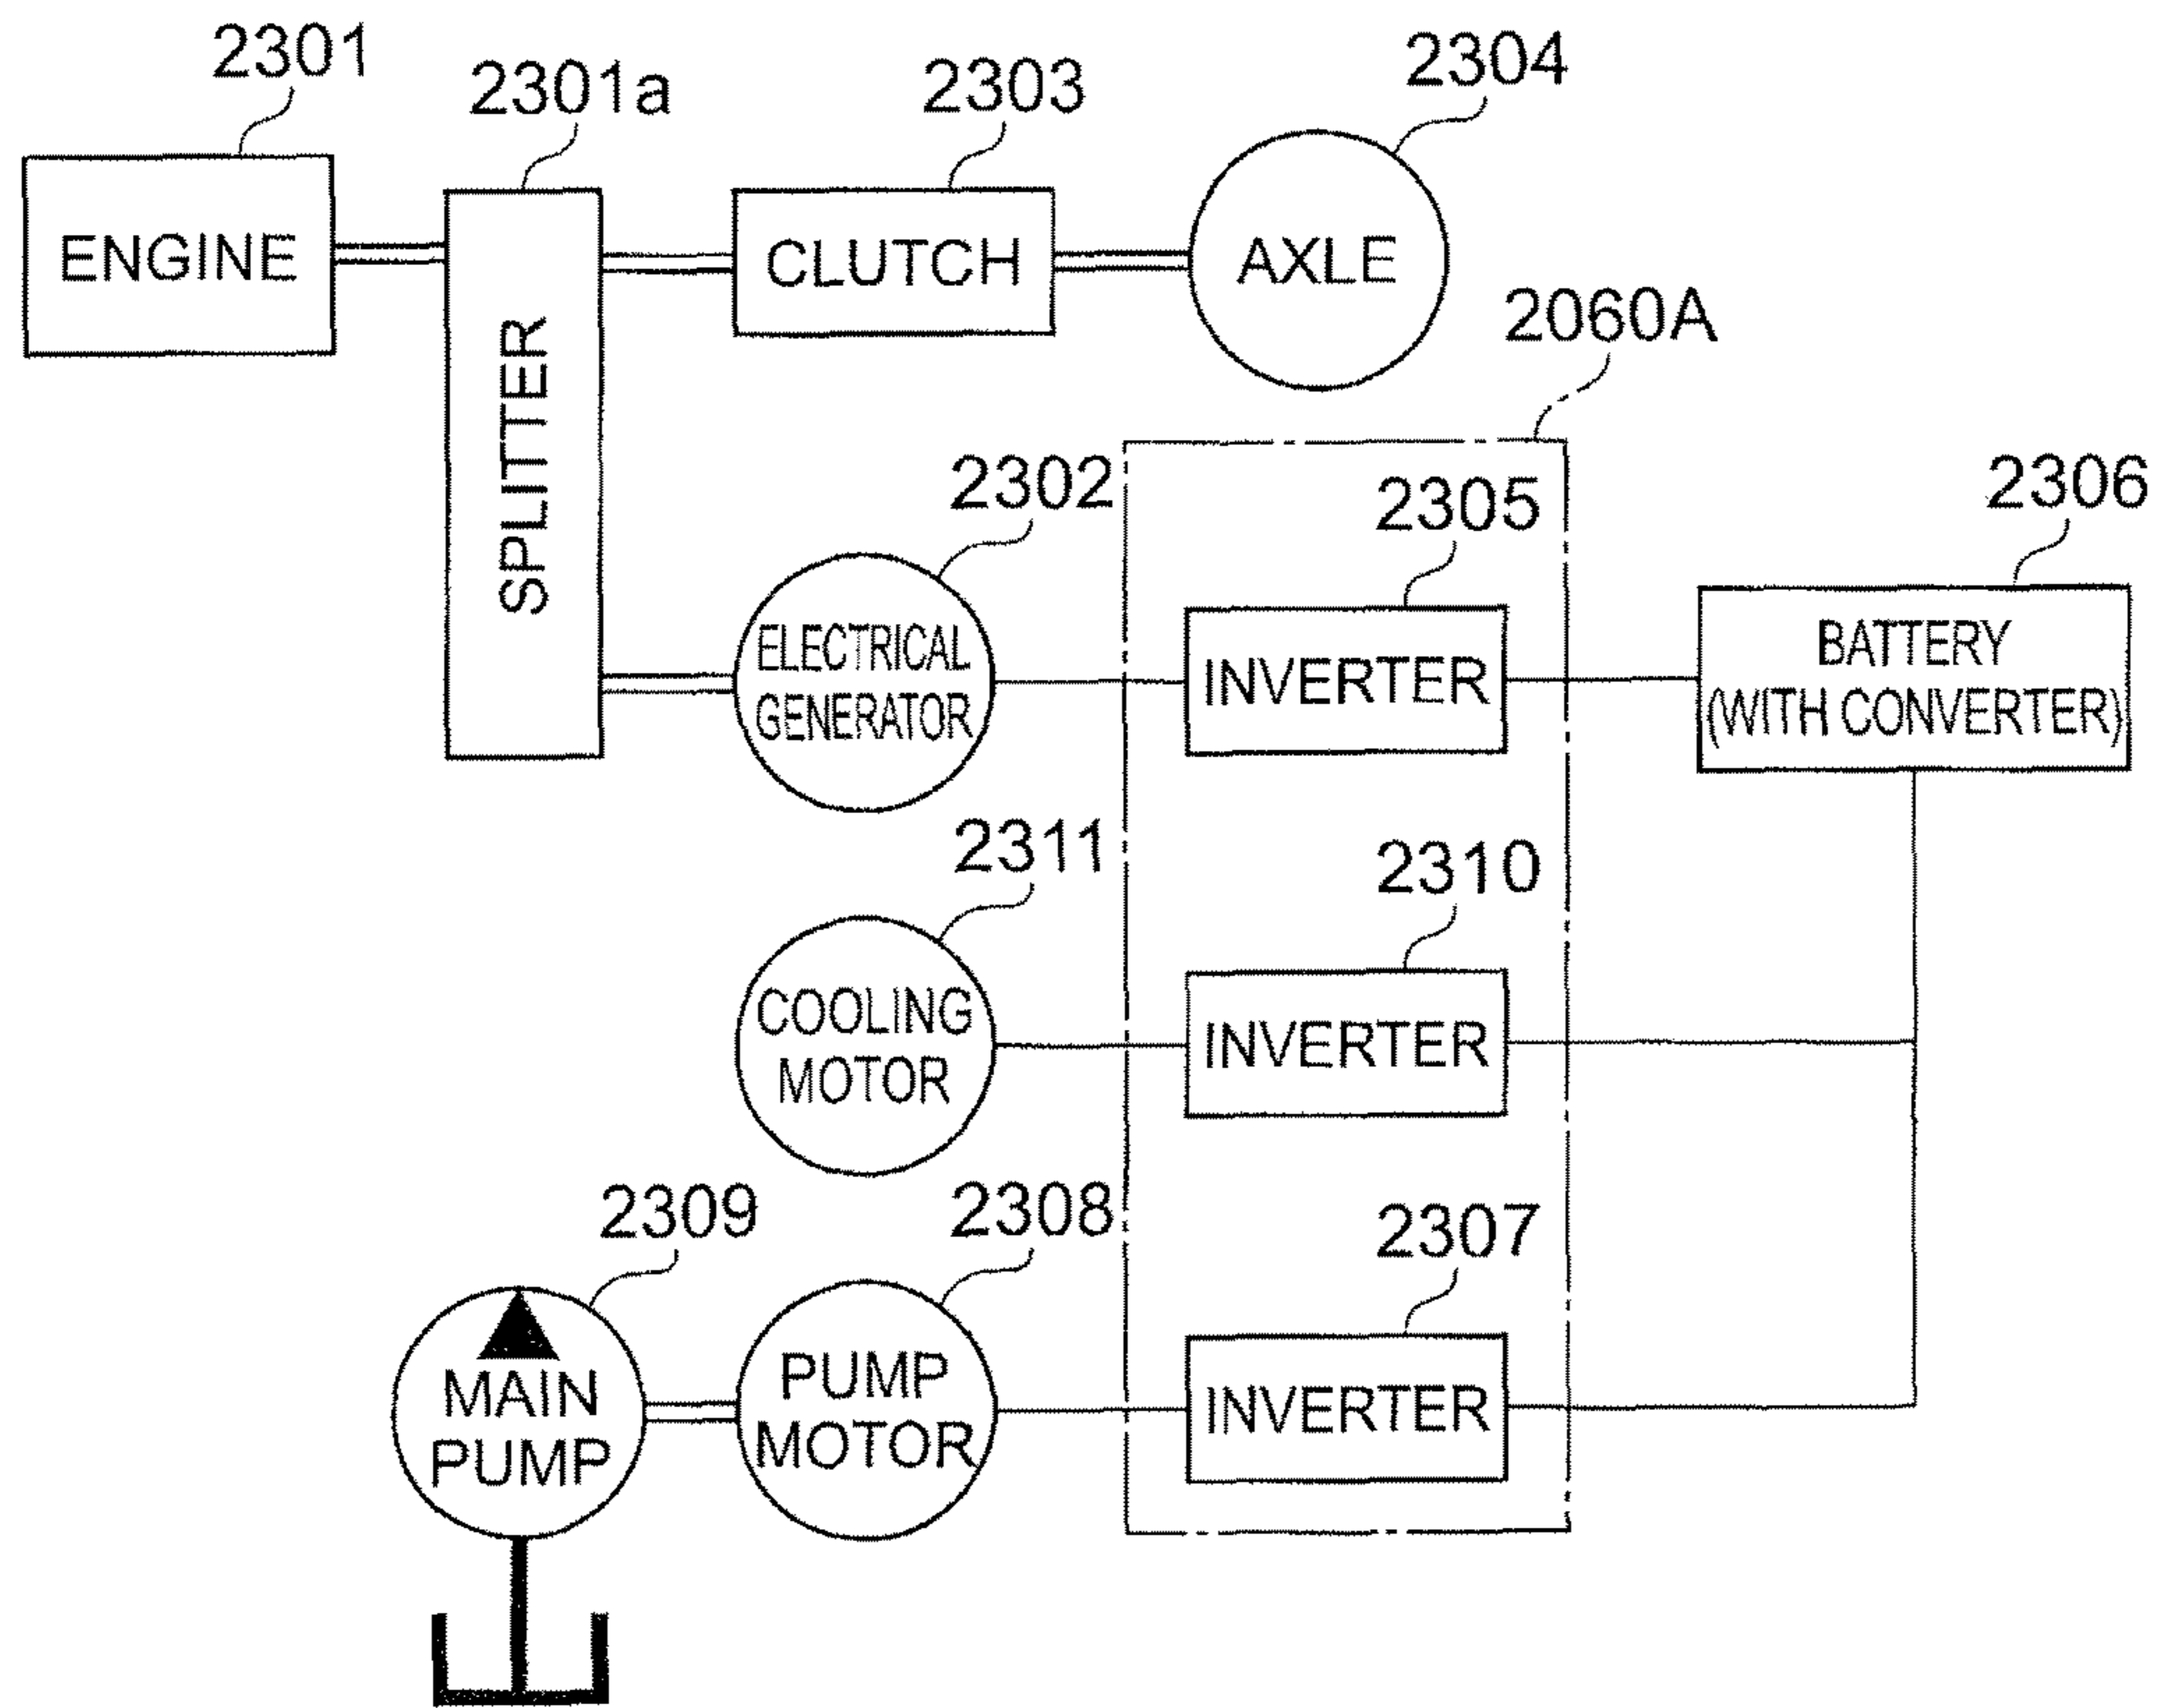 2301
2301a
2303
2304
ENGINE
SPLITTER
CLUTCH
AXLE
2060A
2302
2305
2306
ELECTRICAL
GENERATOR
INVERTER
BATTERY
(WITH CONVERTER)
2311
2310
COOLING
MOTOR
INVERTER
2309
2308
2307
MAIN
PUMP
PUMP
MOTOR
INVERTER